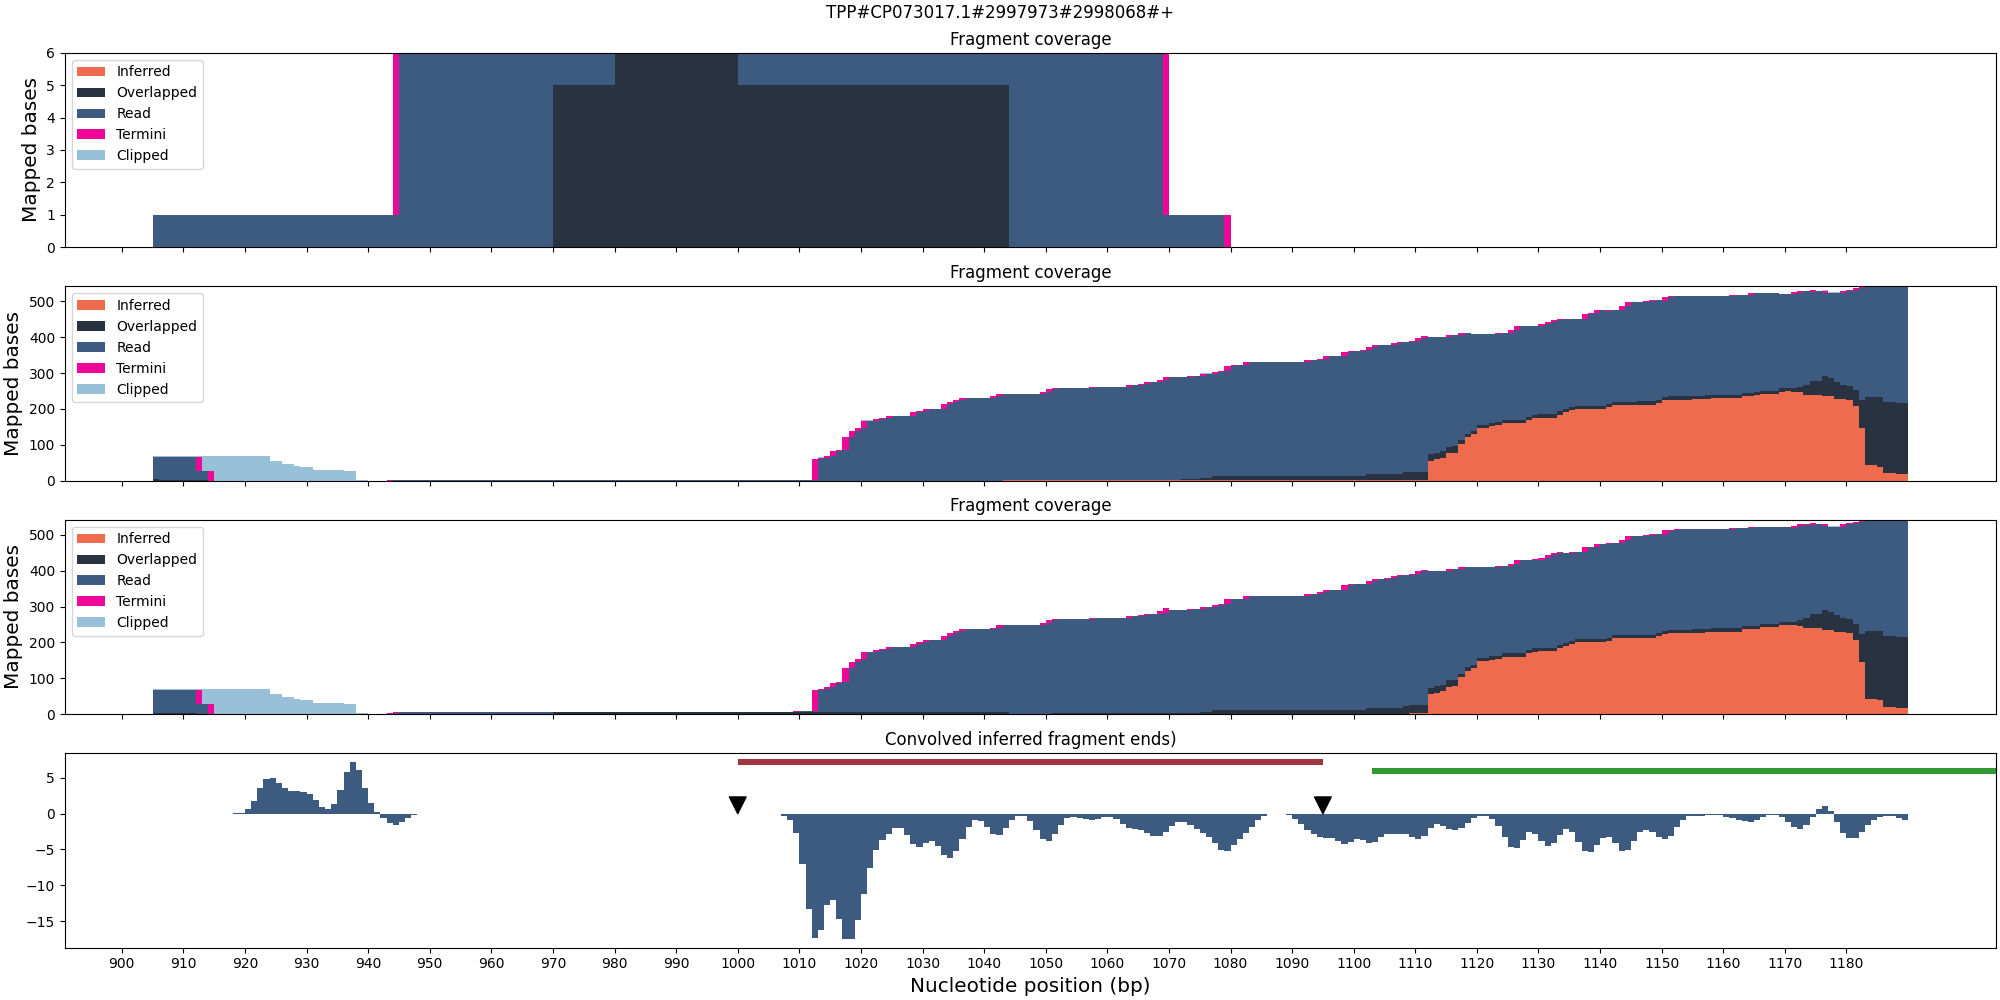 TPP#CP073017.1#2997973#2998068#+
Fragment coverage
Mapped bases
6
5
4
3
2
1
0
Inferred
Overlapped
Read
Termini
Clipped
Fragment coverage
Mapped bases
500
400
300
200
100
0
Inferred
Overlapped
Read
Termini
Clipped
Fragment coverage
Mapped bases
500
400
300
200
100
0
Inferred
Overlapped
Read
Termini
Clipped
Convolved inferred fragment ends)
5
0
−5
−10
−15
900 910 920 930 940 950 960 970 980 990 1000 1010 1020 1030 1040 1050 1060 1070 1080 1090 1100 1110 1120 1130 1140 1150 1160 1170 1180
Nucleotide position (bp)